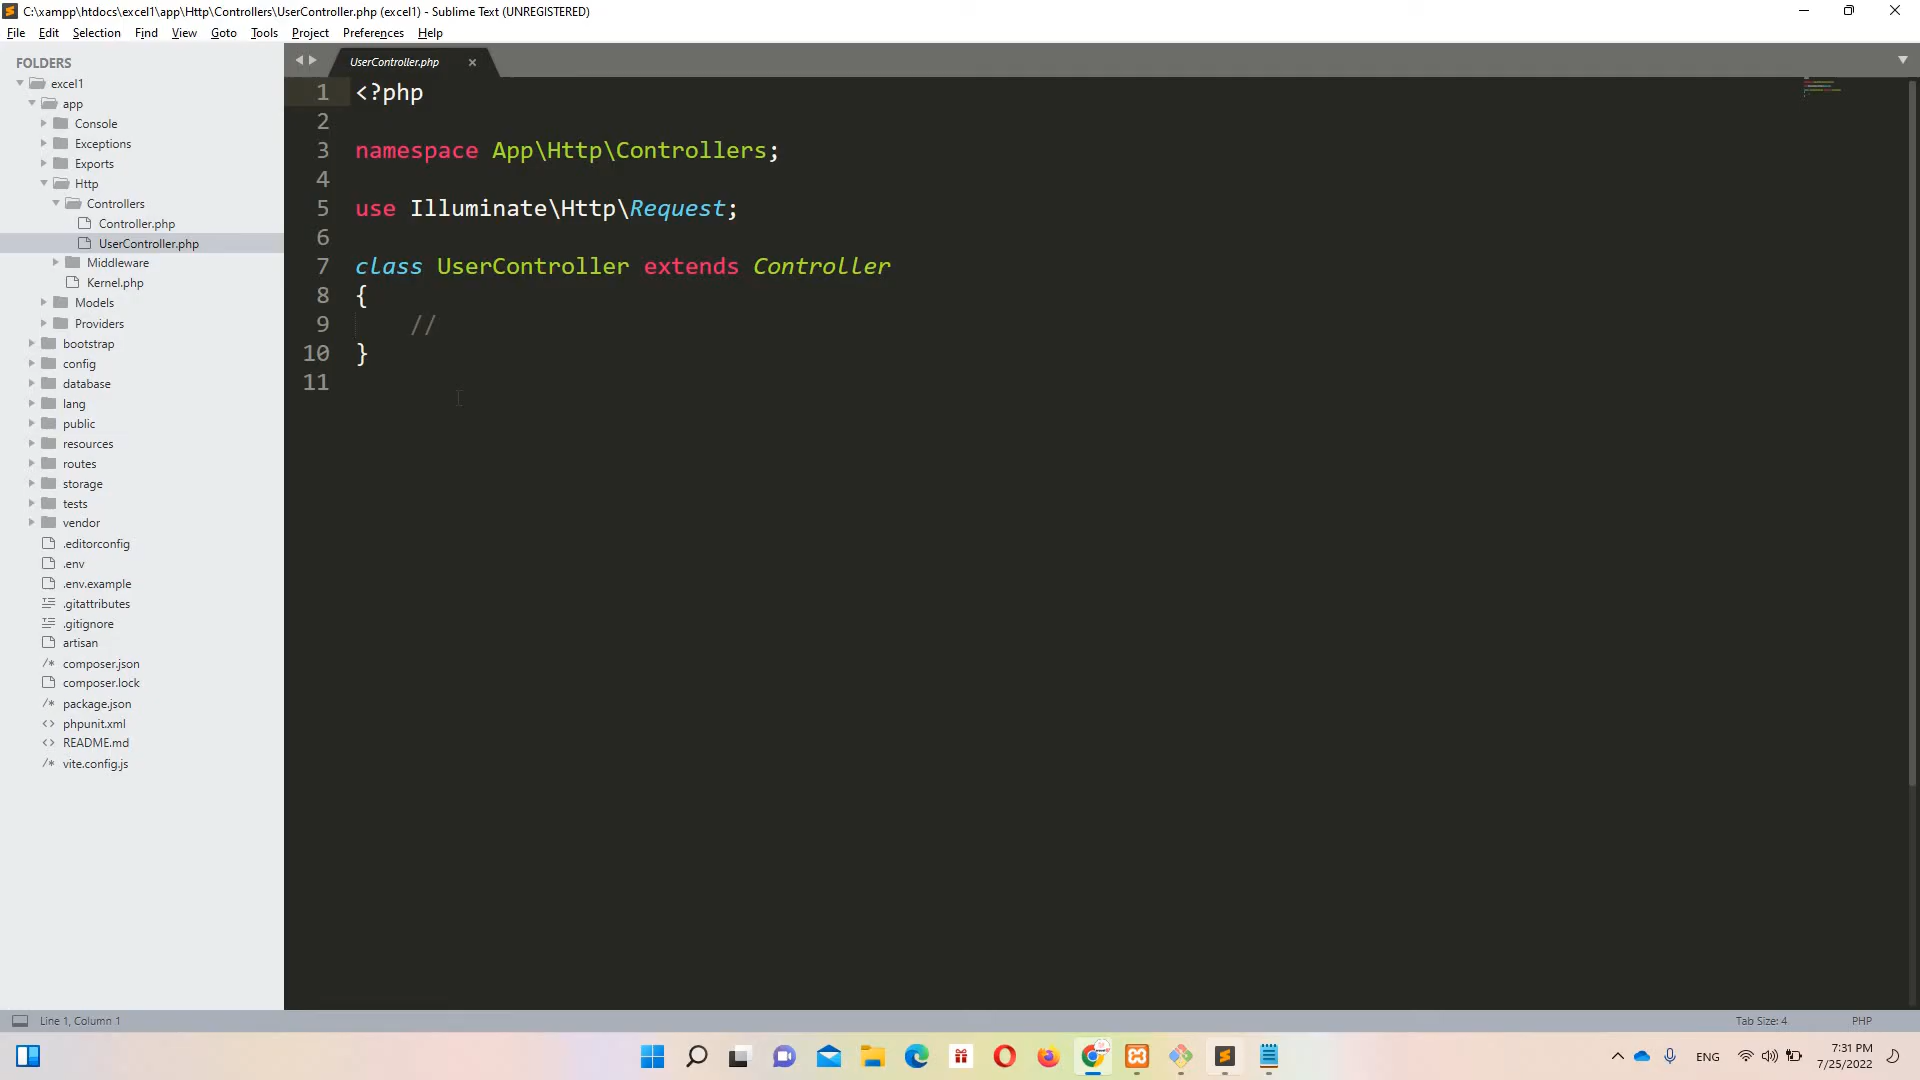 C:\xampp\htdocs\excel1\app\Http\Controllers\UserController.php (excel1) - Sublime Text (UNREGISTERED)
File Edit Selection Find View Goto Tools Project Preferences Help
FOLDERS
excel1
app
Console
Exceptions
Exports
Http
Controllers
Controller.php
UserController.php
Middleware
Kernel.php
Models
Providers
bootstrap
config
database
lang
public
resources
routes
storage
tests
vendor
.editorconfig
.env
.env.example
.gitattributes
.gitignore
artisan
/* composer.json
composer.lock
/* package.json
<> phpunit.xml
<> README.md
/* vite.config.js
UserController.php ×
1 <?php
2
3 namespace App\Http\Controllers;
4
5 use Illuminate\Http\Request;
6
7 class UserController extends Controller
8 {
9 //
10 }
11
Line 1, Column 1
Tab Size: 4
PHP
ENG
7:31 PM
7/25/2022